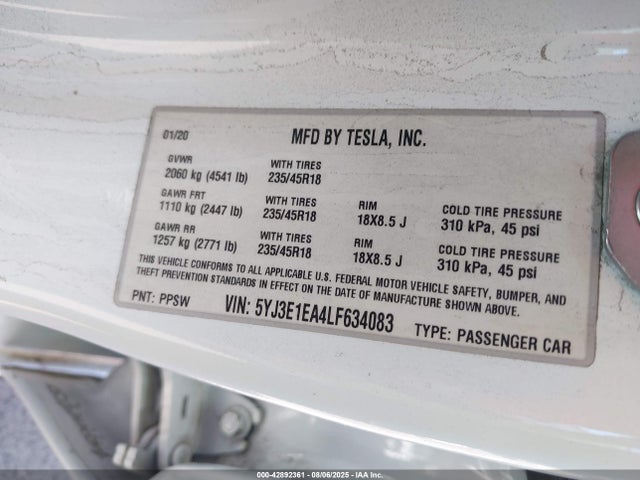 01/20 MFD BY TESLA, INC.
GVWR WITH TIRES
2060 kg (4541 lb) 235/45R18
GAWR FRT WITH TIRES RIM COLD TIRE PRESSURE
1110 kg (2447 lb) 235/45R18 18X8.5 J 310 kPa, 45 psi
GAWR RR WITH TIRES RIM COLD TIRE PRESSURE
1257 kg (2771 lb) 235/45R18 18X8.5 J 310 kPa, 45 psi
THIS VEHICLE CONFORMS TO ALL APPLICABLE U.S. FEDERAL MOTOR VEHICLE SAFETY, BUMPER, AND
THEFT PREVENTION STANDARDS IN EFFECT ON THE DATE OF MANUFACTURE SHOWN ABOVE.
PNT: PPSW VIN: 5YJ3E1EA4LF634083 TYPE: PASSENGER CAR
000-42892361 - 08/06/2025 - IAA Corp.